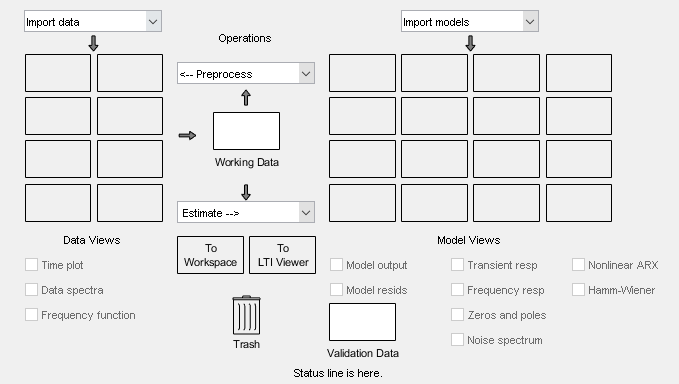 Import data
Import models
Operations
<-- Preprocess
Working Data
Estimate -->
Data Views
Model Views
To
Workspace
To
LTI Viewer
Time plot
Data spectra
Frequency function
Model output
Model resids
Transient resp
Frequency resp
Zeros and poles
Noise spectrum
Nonlinear ARX
Hamm-Wiener
Trash
Validation Data
Status line is here.